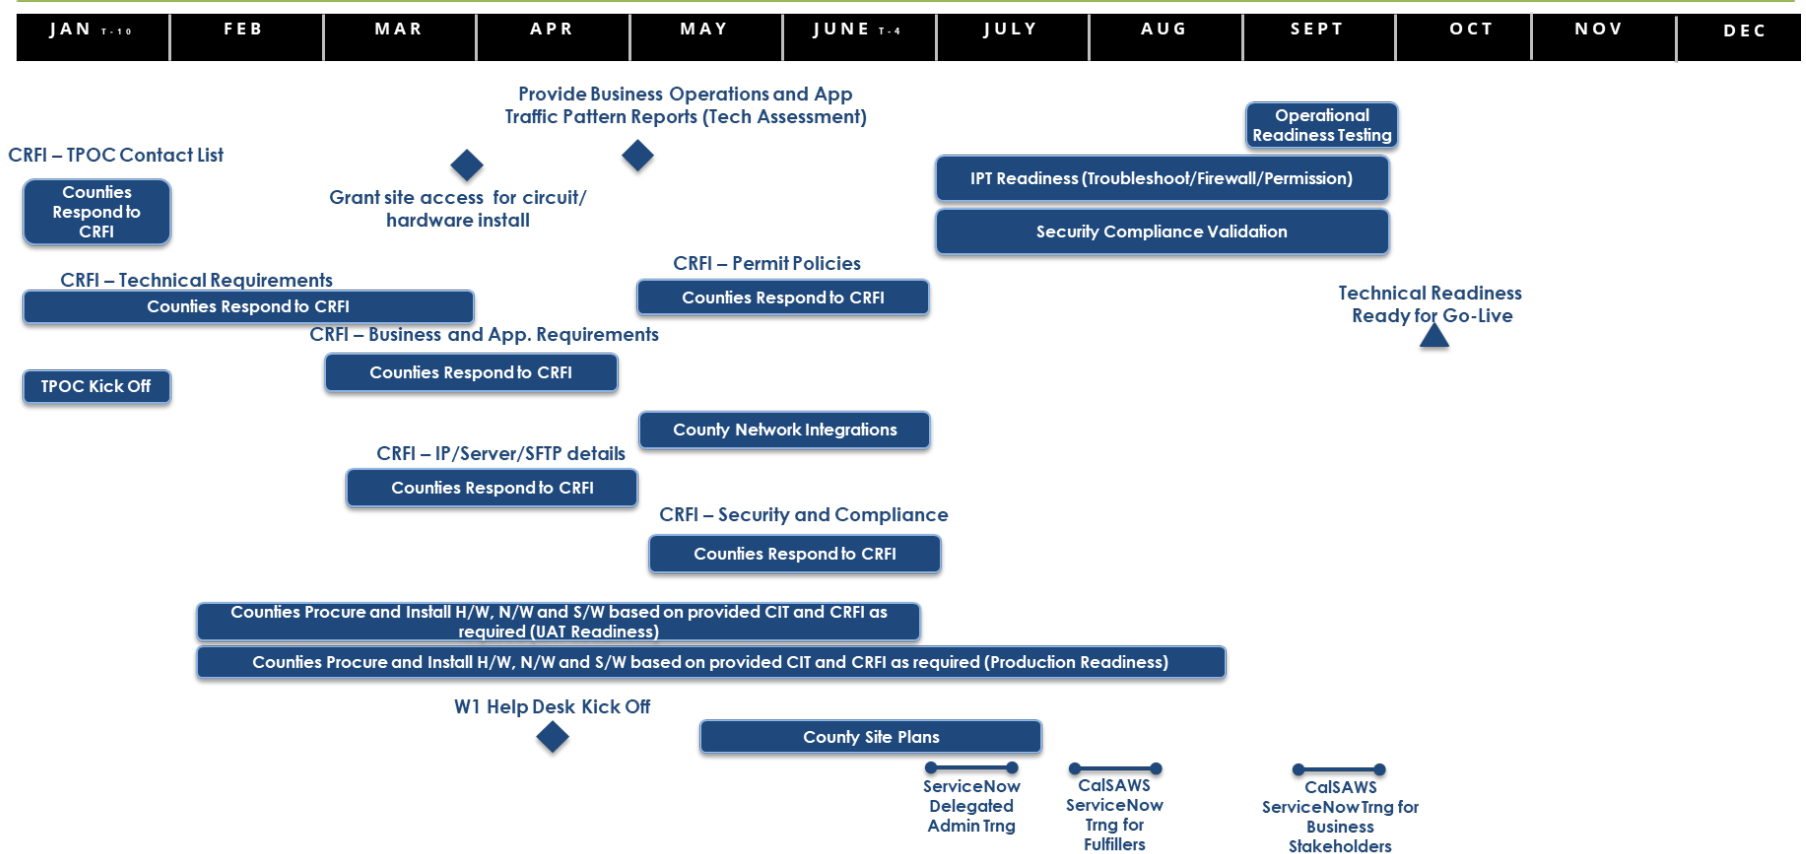 JAN T-10 FEB MAR APR MAY JUNE T-4 JULY AUG SEPT OCT NOV DEC
Provide Business Operations and App
Traffic Pattern Reports (Tech Assessment)
Operational
Readiness Testing
CRFI – TPOC Contact List
Counties
Respond to
CRFI
Grant site access for circuit/
hardware install
IPT Readiness (Troubleshoot/Firewall/Permission)
Security Compliance Validation
CRFI – Technical Requirements
Counties Respond to CRFI
CRFI – Permit Policies
Counties Respond to CRFI
Technical Readiness
Ready for Go-Live
CRFI – Business and App. Requirements
Counties Respond to CRFI
TPOC Kick Off
County Network Integrations
CRFI – IP/Server/SFTP details
Counties Respond to CRFI
CRFI – Security and Compliance
Counties Respond to CRFI
Counties Procure and Install H/W, N/W and S/W based on provided CIT and CRFI as
required (UAT Readiness)
Counties Procure and Install H/W, N/W and S/W based on provided CIT and CRFI as required (Production Readiness)
W1 Help Desk Kick Off
County Site Plans
ServiceNow
Delegated
Admin Trng
CalSAWS
ServiceNow
Trng for
Fulfillers
CalSAWS
ServiceNow Trng for
Business
Stakeholders